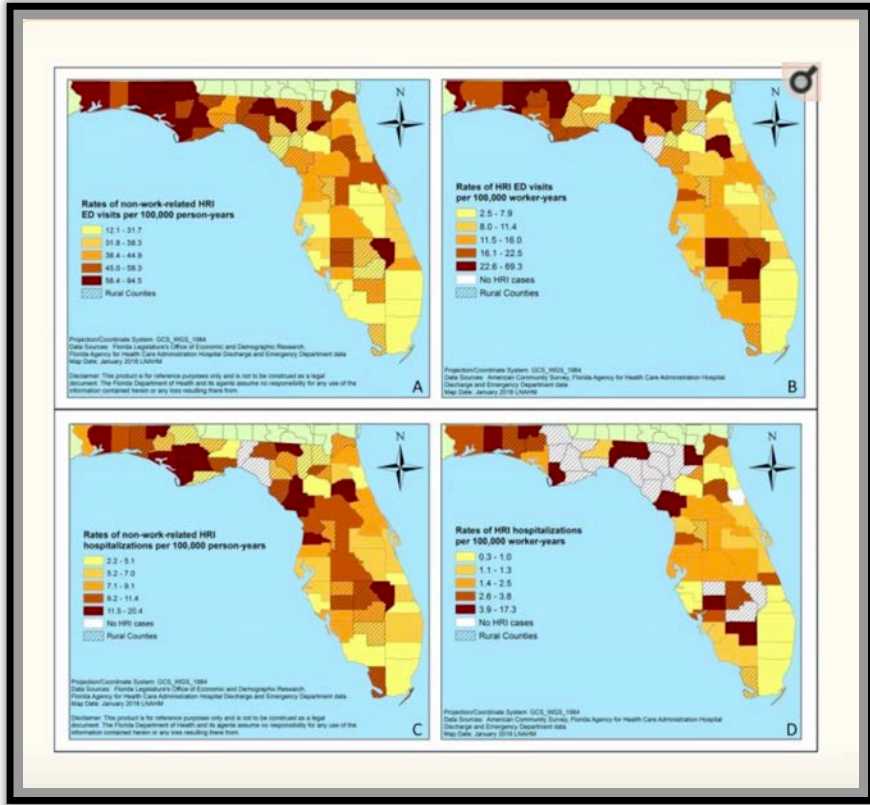 N
Rates of non-work-related HRI
ED visits per 100,000 person-years
12.1 - 31.7
31.8 - 38.3
38.4 - 44.9
45.0 - 58.3
58.4 - 94.5
Rural Counties
Projection/Coordinate System: GCS_WGS_1984
Data Sources: Florida Legislature's Office of Economic and Demographic Research,
Florida Agency for Health Care Administration Hospital Discharge and Emergency Department data
Map Date: January 2016 LNAHM
Disclaimer: This product is for reference purposes only and is not to be construed as a legal
document. The Florida Department of Health and its agents assume no responsibility for any use of the
information contained herein or any loss resulting there from.
A
N
Rates of HRI ED visits
per 100,000 worker-years
2.5 - 7.9
8.0 - 11.4
11.5 - 16.0
16.1 - 22.5
22.6 - 69.3
No HRI cases
Rural Counties
Projection/Coordinate System: GCS_WGS_1984
Data Sources: American Community Survey, Florida Agency for Health Care Administration Hospital
Discharge and Emergency Department data
Map Date: January 2016 LNAHM
B
N
Rates of non-work-related HRI
hospitalizations per 100,000 person-years
2.2 - 5.1
5.2 - 7.0
7.1 - 9.1
9.2 - 11.4
11.5 - 20.4
No HRI cases
Rural Counties
Projection/Coordinate System: GCS_WGS_1984
Data Sources: Florida Legislature's Office of Economic and Demographic Research,
Florida Agency for Health Care Administration Hospital Discharge and Emergency Department data
Map Date: January 2016 LNAHM
Disclaimer: This product is for reference purposes only and is not to be construed as a legal
document. The Florida Department of Health and its agents assume no responsibility for any use of the
information contained herein or any loss resulting there from.
C
N
Rates of HRI hospitalizations
per 100,000 worker-years
0.3 - 1.0
1.1 - 1.3
1.4 - 2.5
2.6 - 3.8
3.9 - 17.3
No HRI cases
Rural Counties
Projection/Coordinate System: GCS_WGS_1984
Data Sources: American Community Survey, Florida Agency for Health Care Administration Hospital
Discharge and Emergency Department data
Map Date: January 2016 LNAHM
D